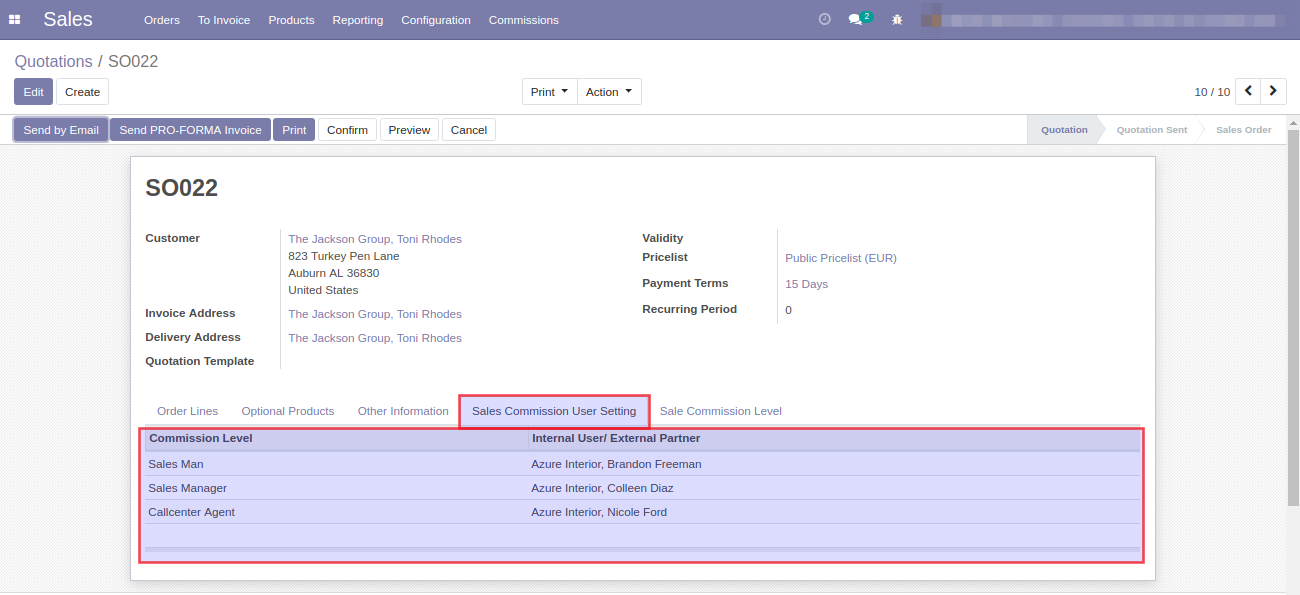 Sales Orders To Invoice Products Reporting Configuration Commissions 2
Quotations / SO022
Edit Create Print Action 10 / 10
Send by Email Send PRO-FORMA Invoice Print Confirm Preview Cancel Quotation Quotation Sent Sales Order
SO022
Customer The Jackson Group, Toni Rhodes Validity
823 Turkey Pen Lane Pricelist Public Pricelist (EUR)
Auburn AL 36830
United States Payment Terms 15 Days
Invoice Address The Jackson Group, Toni Rhodes Recurring Period 0
Delivery Address The Jackson Group, Toni Rhodes
Quotation Template
Order Lines Optional Products Other Information Sales Commission User Setting Sale Commission Level
Commission Level Internal User/ External Partner
Sales Man Azure Interior, Brandon Freeman
Sales Manager Azure Interior, Colleen Diaz
Callcenter Agent Azure Interior, Nicole Ford